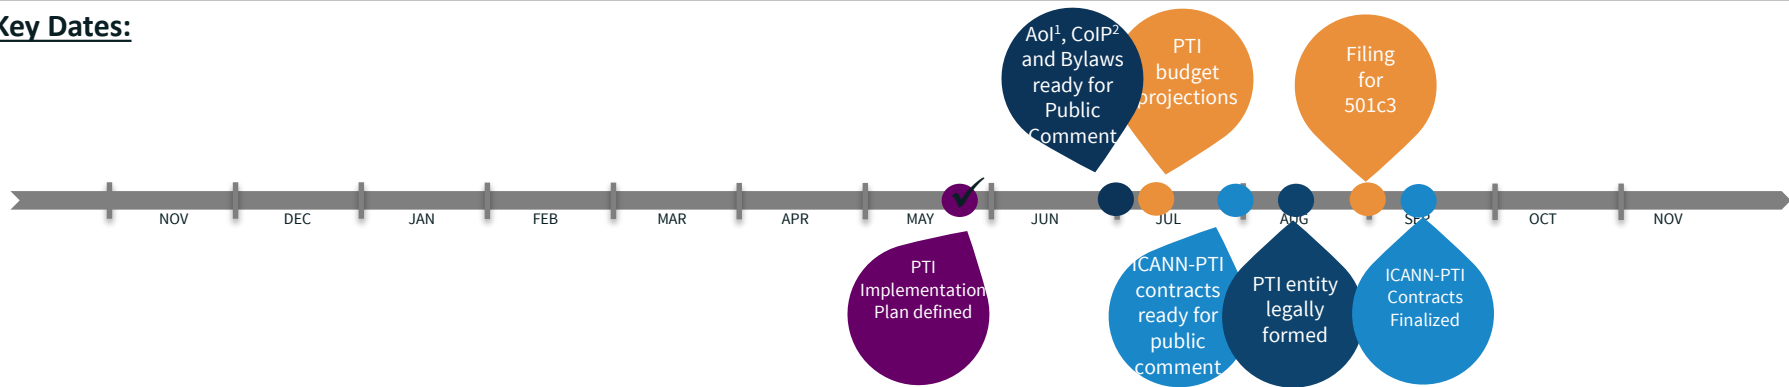 Key Dates:
AoI¹, CoIP²
and Bylaws
ready for
Public
Comment
PTI
budget
projections
Filing
for
501c3
NOV
DEC
JAN
FEB
MAR
APR
MAY
JUN
JUL
AUG
SEP
OCT
NOV
PTI
Implementation
Plan defined
ICANN-PTI
contracts
ready for
public
comment
PTI entity
legally
formed
ICANN-PTI
Contracts
Finalized